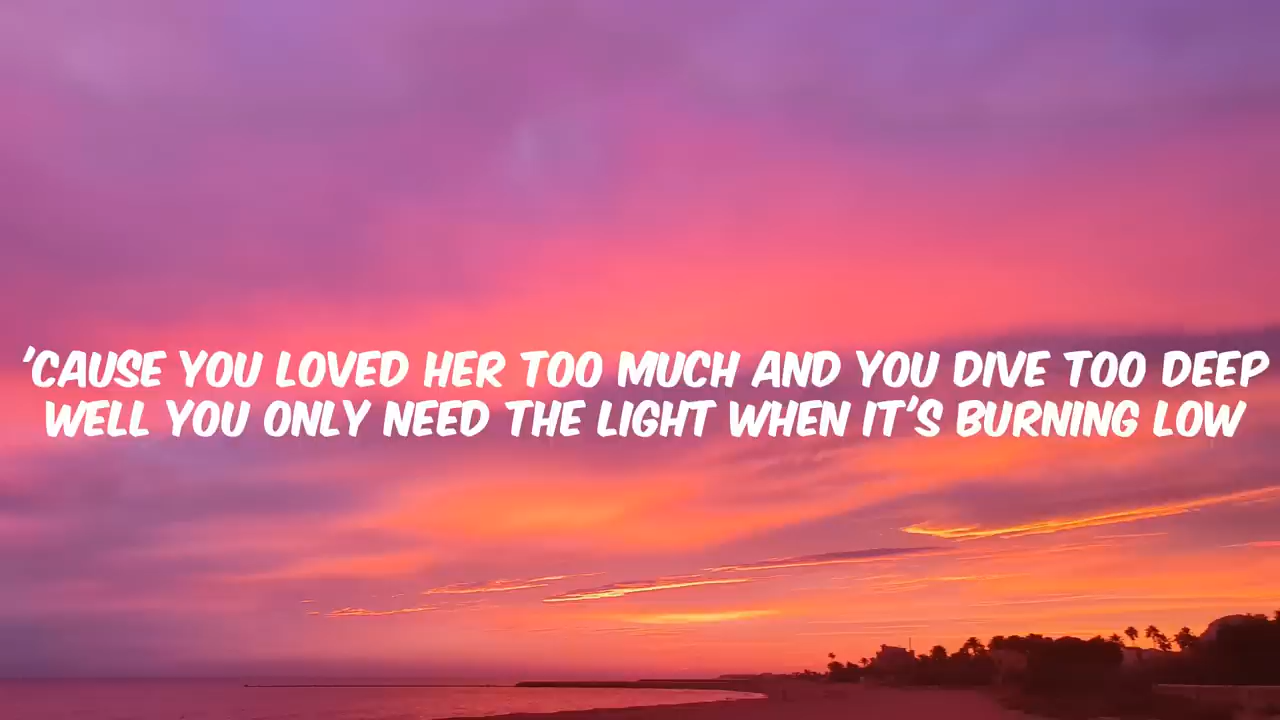 'CAUSE YOU LOVED HER TOO MUCH AND YOU DIVE TOO DEEP
WELL YOU ONLY NEED THE LIGHT WHEN IT'S BURNING LOW